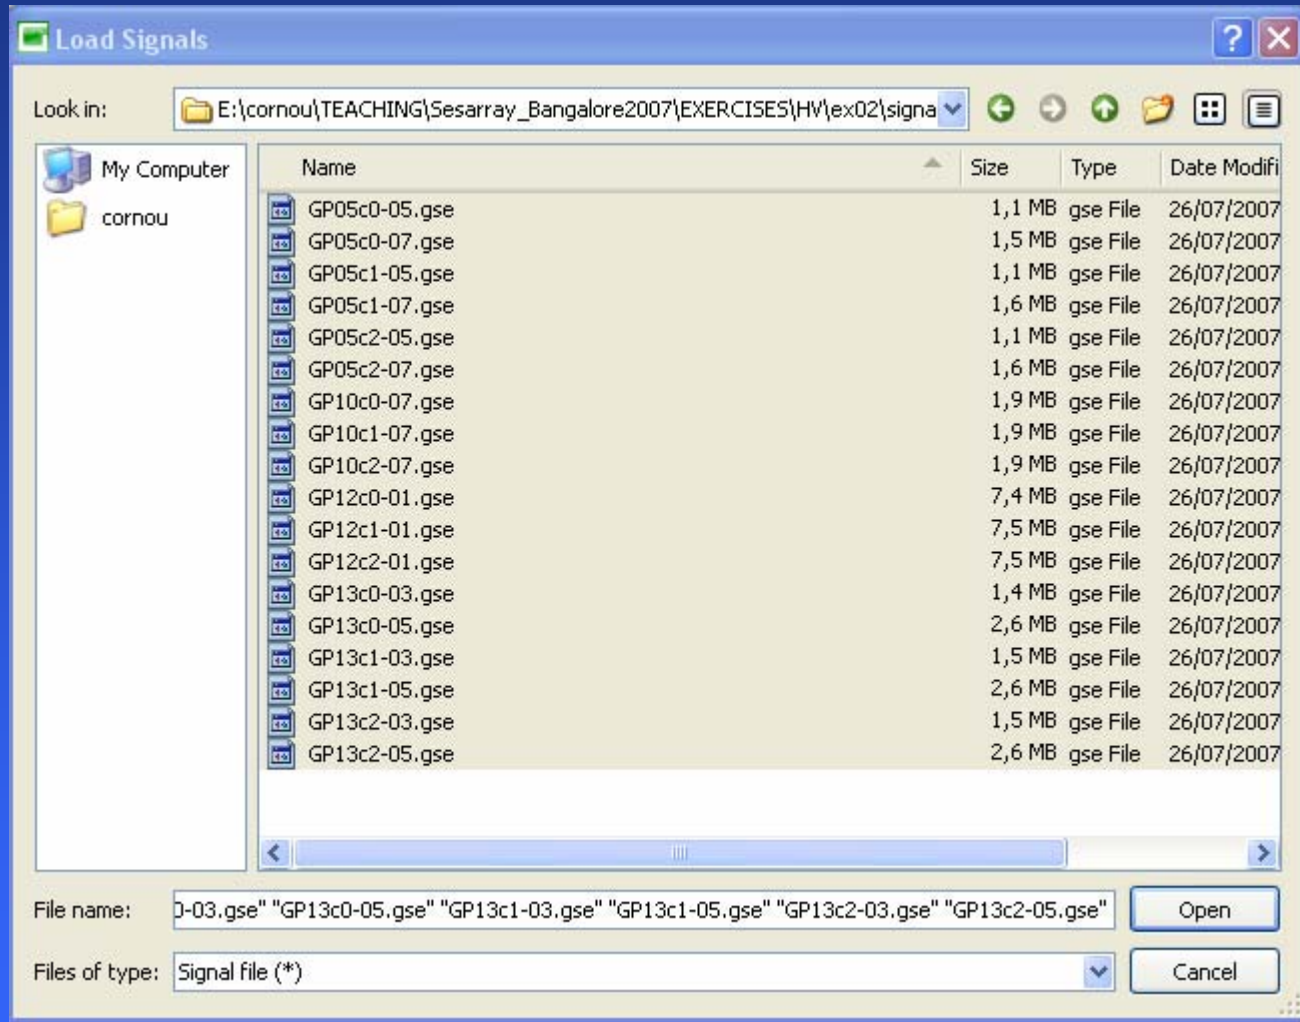 Load Signals
Look in: E:\cornou\TEACHING\Sesarray_Bangalore2007\EXERCISES\HV\ex02\signa
My Computer
cornou
Name Size Type Date Modifi
GP05c0-05.gse 1,1 MB gse File 26/07/2007
GP05c0-07.gse 1,5 MB gse File 26/07/2007
GP05c1-05.gse 1,1 MB gse File 26/07/2007
GP05c1-07.gse 1,6 MB gse File 26/07/2007
GP05c2-05.gse 1,1 MB gse File 26/07/2007
GP05c2-07.gse 1,6 MB gse File 26/07/2007
GP10c0-07.gse 1,9 MB gse File 26/07/2007
GP10c1-07.gse 1,9 MB gse File 26/07/2007
GP10c2-07.gse 1,9 MB gse File 26/07/2007
GP12c0-01.gse 7,4 MB gse File 26/07/2007
GP12c1-01.gse 7,5 MB gse File 26/07/2007
GP12c2-01.gse 7,5 MB gse File 26/07/2007
GP13c0-03.gse 1,4 MB gse File 26/07/2007
GP13c0-05.gse 2,6 MB gse File 26/07/2007
GP13c1-03.gse 1,5 MB gse File 26/07/2007
GP13c1-05.gse 2,6 MB gse File 26/07/2007
GP13c2-03.gse 1,5 MB gse File 26/07/2007
GP13c2-05.gse 2,6 MB gse File 26/07/2007
File name: 0-03.gse" "GP13c0-05.gse" "GP13c1-03.gse" "GP13c1-05.gse" "GP13c2-03.gse" "GP13c2-05.gse" Open
Files of type: Signal file (*) Cancel